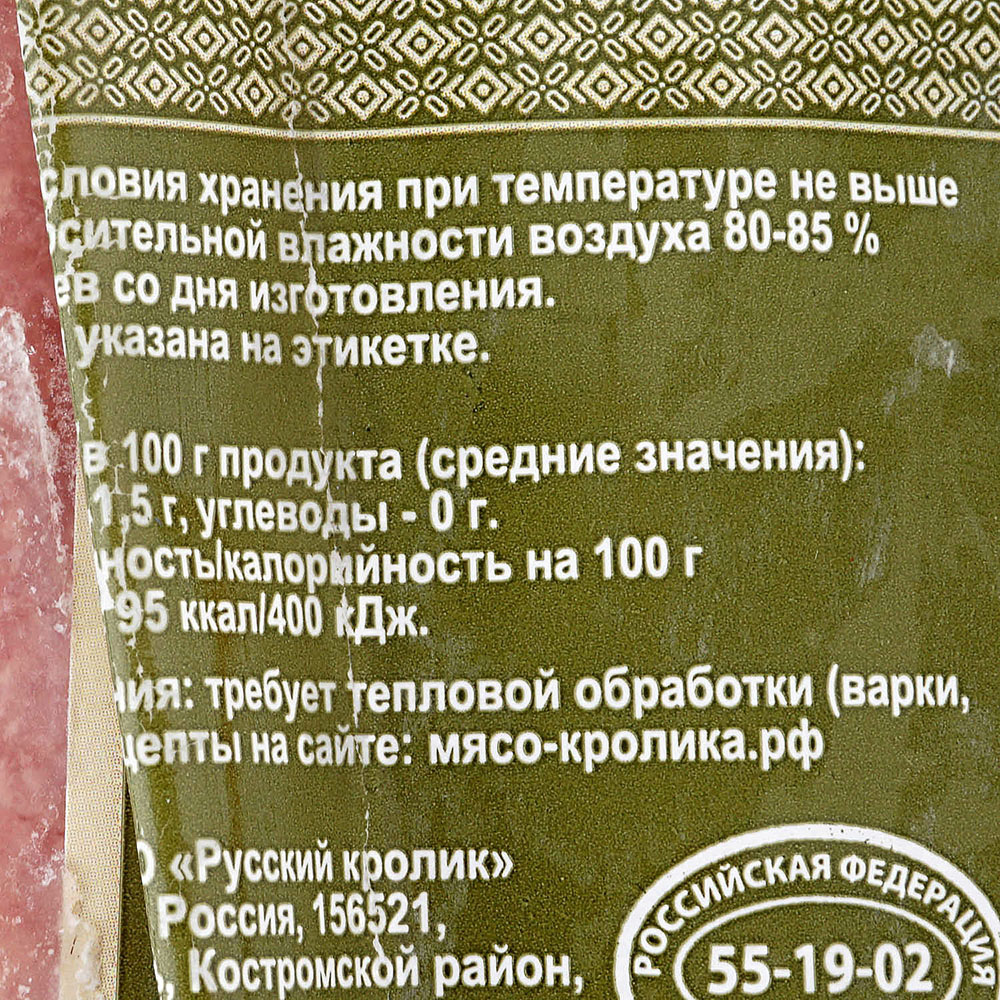 словия хранения при температуре не выше
сительной влажности воздуха 80-85 %
ев со дня изготовления.
указана на этикетке.
в 100 г продукта (средние значения):
1,5 г, углеводы - 0 г.
ность/калорийность на 100 г
95 ккал/400 кДж.
ния: требует тепловой обработки (варки,
цепты на сайте: мясо-кролика.рф
О «Русский кролик»
Россия, 156521,
, Костромской район,
РОССИЙСКАЯ ФЕДЕРАЦИЯ
55-19-02